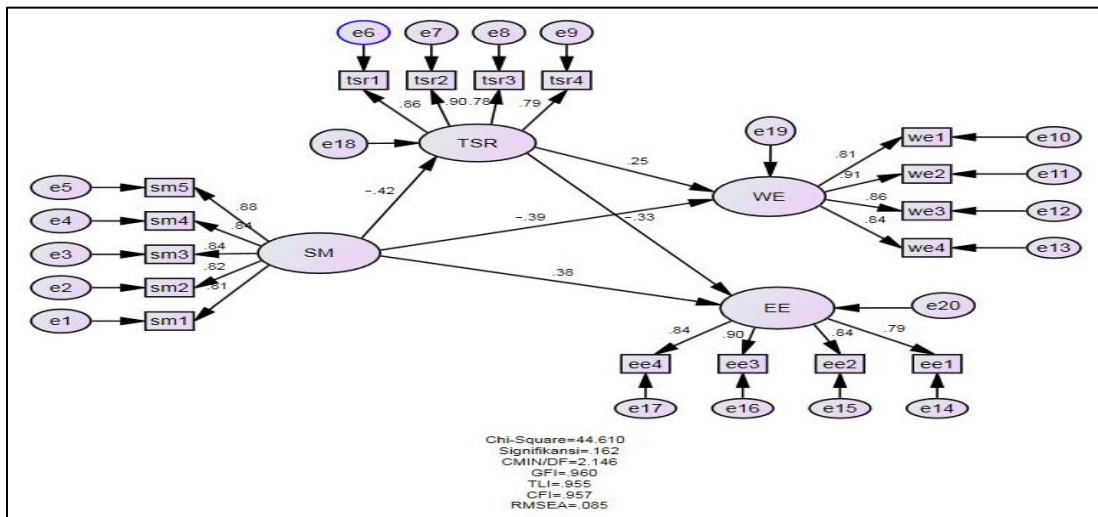 e6 e7 e8 e9
tsr1 tsr2 tsr3 tsr4
.86 .90 .78 .79
e18 TSR
e19
we1 e10
.81
we2 e11
.91
we3 e12
.86
we4 e13
.84
WE
.25
-.42
-.39
-.33
.38
e5 sm5
.88
e4 sm4
.84
e3 sm3
.84
e2 sm2
.82
e1 sm1
.81
SM
EE e20
.84 .90 .84 .79
ee4 ee3 ee2 ee1
e17 e16 e15 e14
Chi-Square=44.610
Signifikansi=.162
CMIN/DF=2.146
GFI=.960
TLI=.955
CFI=.957
RMSEA=.085